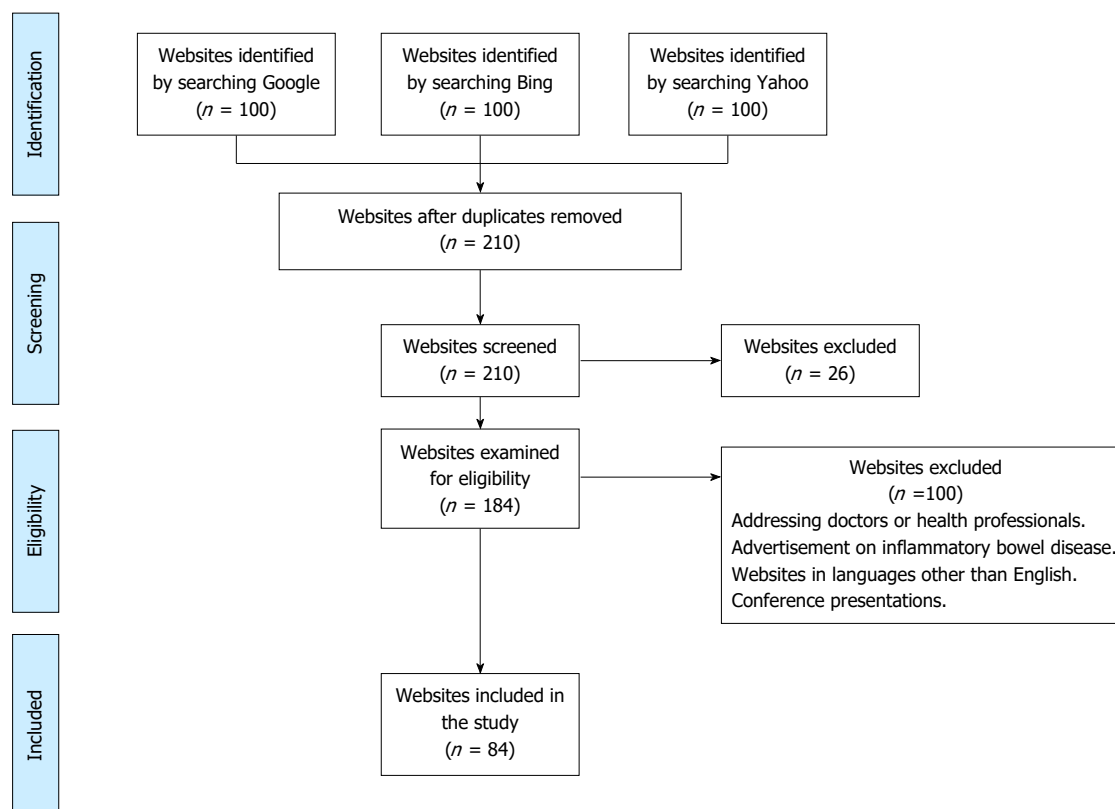 Identification
Websites identified
by searching Google
(n = 100)
Websites identified
by searching Bing
(n = 100)
Websites identified
by searching Yahoo
(n = 100)
Websites after duplicates removed
(n = 210)
Screening
Websites screened
(n = 210)
Websites excluded
(n = 26)
Eligibility
Websites examined
for eligibility
(n = 184)
Websites excluded
(n =100)
Addressing doctors or health professionals.
Advertisement on inflammatory bowel disease.
Websites in languages other than English.
Conference presentations.
Included
Websites included in
the study
(n = 84)